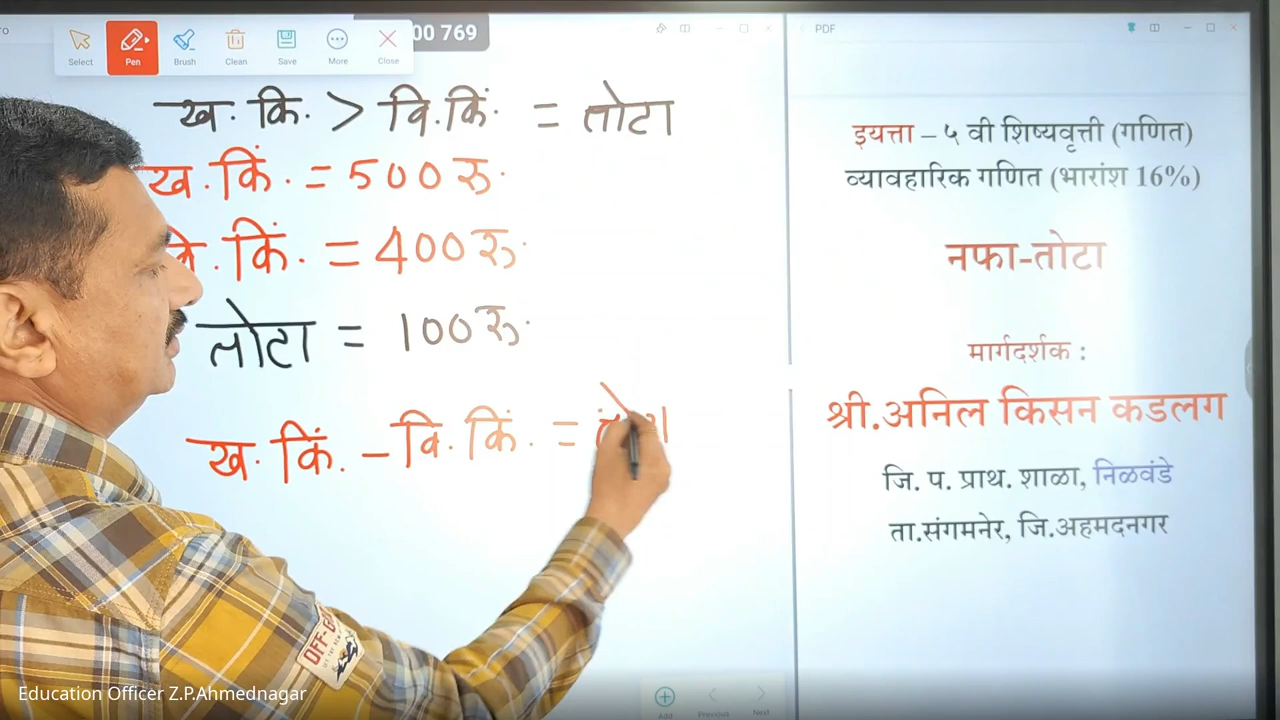 00 769
Select Pen Brush Clean Save More Close
ख. कि. > वि. किं. = तोटा
ख. किं. = 500 रु.
वि. किं. = 400 रु.
तोटा = 100 रु.
ख. किं. – वि. किं. =
Add Previous Next
PDF
इयत्ता – ५ वी शिष्यवृत्ती (गणित)
व्यावहारिक गणित (भारांश 16%)
नफा-तोटा
मार्गदर्शक :
श्री.अनिल किसन कडलग
जि. प. प्राथ. शाळा, निळवंडे
ता.संगमनेर, जि.अहमदनगर
Education Officer Z.P.Ahmednagar